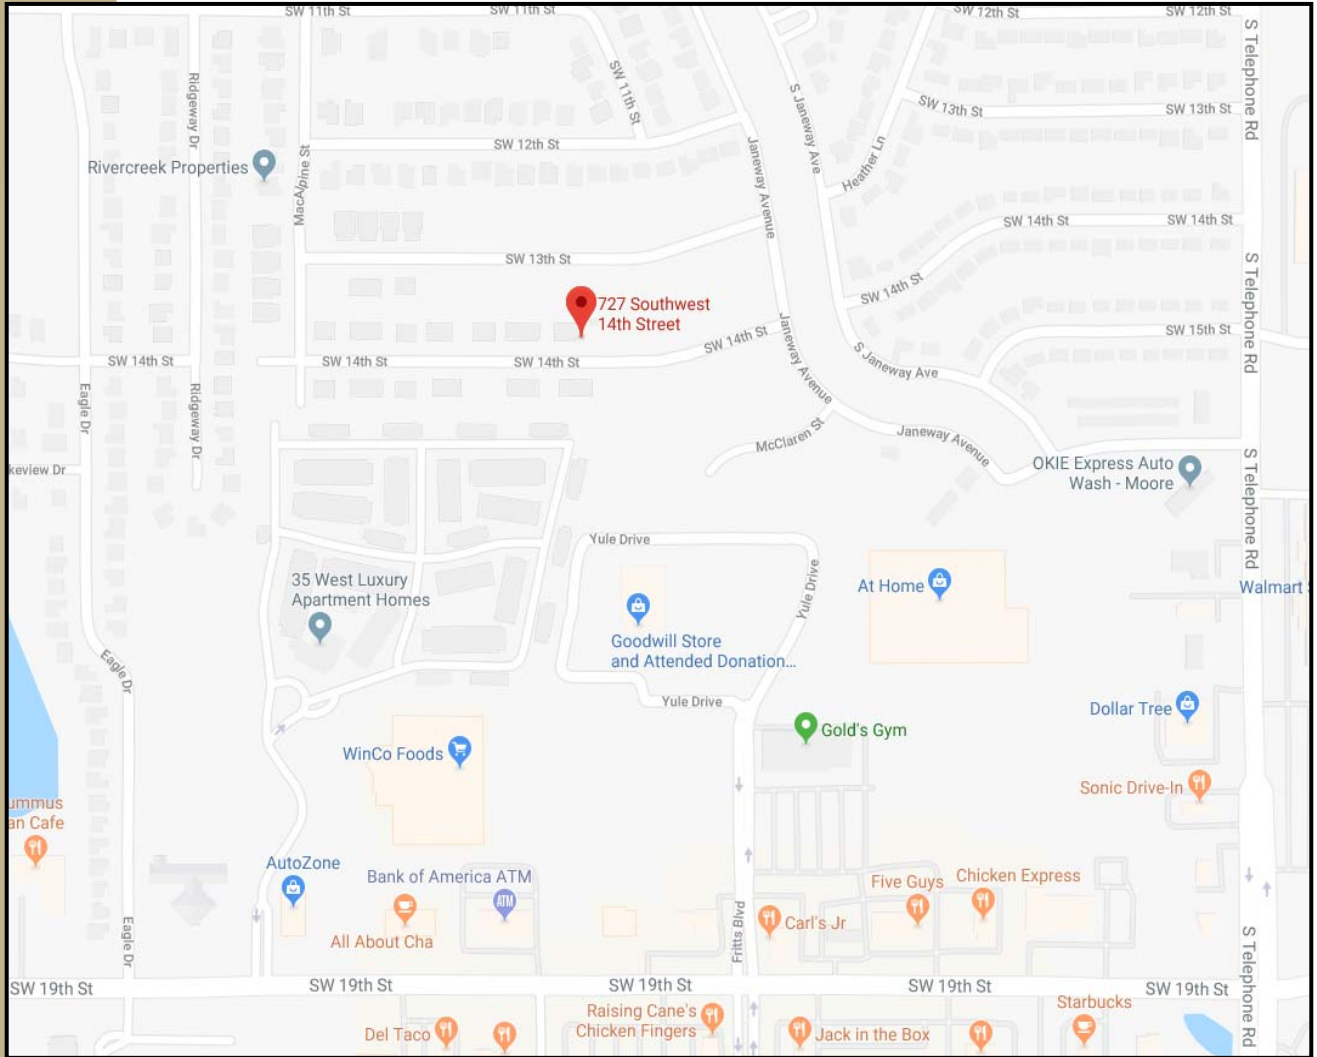 SW 11th St
SW 11th St
SW 12th St
SW 12th St
S Telephone Rd
Ridgeway Dr
SW 11th St
S Janeway Ave
SW 13th St
SW 13th St
SW 12th St
Janeway Avenue
Heather Ln
Rivercreek Properties
MacAlpine St
SW 14th St
SW 14th St
SW 13th St
S Telephone Rd
SW 14th St
727 Southwest
14th Street
SW 15th St
SW 14th St
SW 14th St
SW 14th St
SW 14th St
Janeway Avenue
S Janeway Ave
Eagle Dr
Ridgeway Dr
McClaren St
Janeway Avenue
keview Dr
OKIE Express Auto
Wash - Moore
S Telephone Rd
Yule Drive
35 West Luxury
Apartment Homes
Yule Drive
At Home
Walmart
Goodwill Store
and Attended Donation...
Eagle Dr
Yule Drive
Dollar Tree
Gold's Gym
WinCo Foods
Sonic Drive-In
ummus
an Cafe
AutoZone
Bank of America ATM
ATM
Five Guys
Chicken Express
All About Cha
Carl's Jr
Eagle Dr
Fritts Blvd
S Telephone Rd
SW 19th St
SW 19th St
SW 19th St
SW 19th St
SW 19th St
Starbucks
Raising Cane's
Chicken Fingers
Del Taco
Jack in the Box